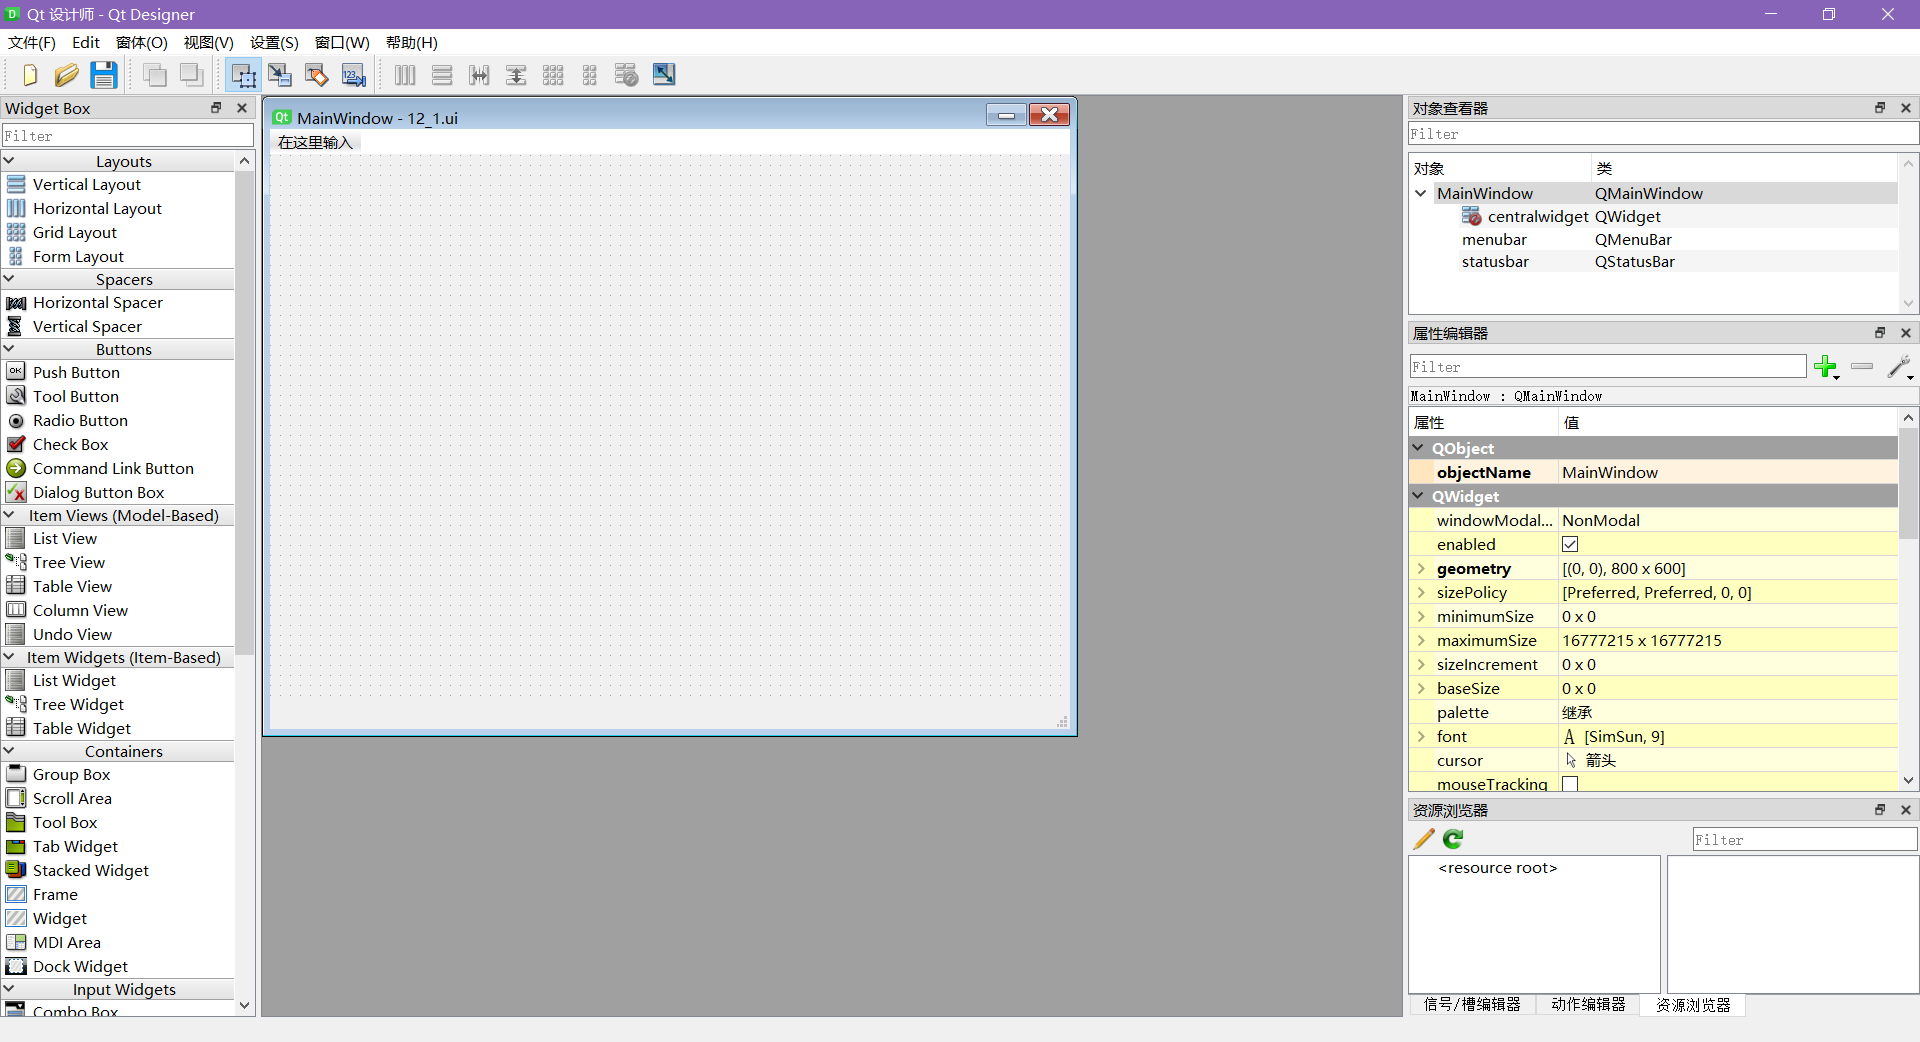 Qt 设计师 - Qt Designer
文件(F) Edit 窗体(O) 视图(V) 设置(S) 窗口(W) 帮助(H)
Widget Box
Filter
Layouts
Vertical Layout
Horizontal Layout
Grid Layout
Form Layout
Spacers
Horizontal Spacer
Vertical Spacer
Buttons
Push Button
Tool Button
Radio Button
Check Box
Command Link Button
Dialog Button Box
Item Views (Model-Based)
List View
Tree View
Table View
Column View
Undo View
Item Widgets (Item-Based)
List Widget
Tree Widget
Table Widget
Containers
Group Box
Scroll Area
Tool Box
Tab Widget
Stacked Widget
Frame
Widget
MDI Area
Dock Widget
Input Widgets
Combo Box
MainWindow - 12_1.ui
在这里输入
对象查看器
Filter
对象 类
MainWindow QMainWindow
centralwidget QWidget
menubar QMenuBar
statusbar QStatusBar
属性编辑器
Filter
MainWindow : QMainWindow
属性 值
QObject
objectName MainWindow
QWidget
windowModal... NonModal
enabled
geometry [(0, 0), 800 x 600]
sizePolicy [Preferred, Preferred, 0, 0]
minimumSize 0 x 0
maximumSize 16777215 x 16777215
sizeIncrement 0 x 0
baseSize 0 x 0
palette 继承
font A [SimSun, 9]
cursor 箭头
mouseTracking
资源浏览器
Filter
<resource root>
信号/槽编辑器 动作编辑器 资源浏览器